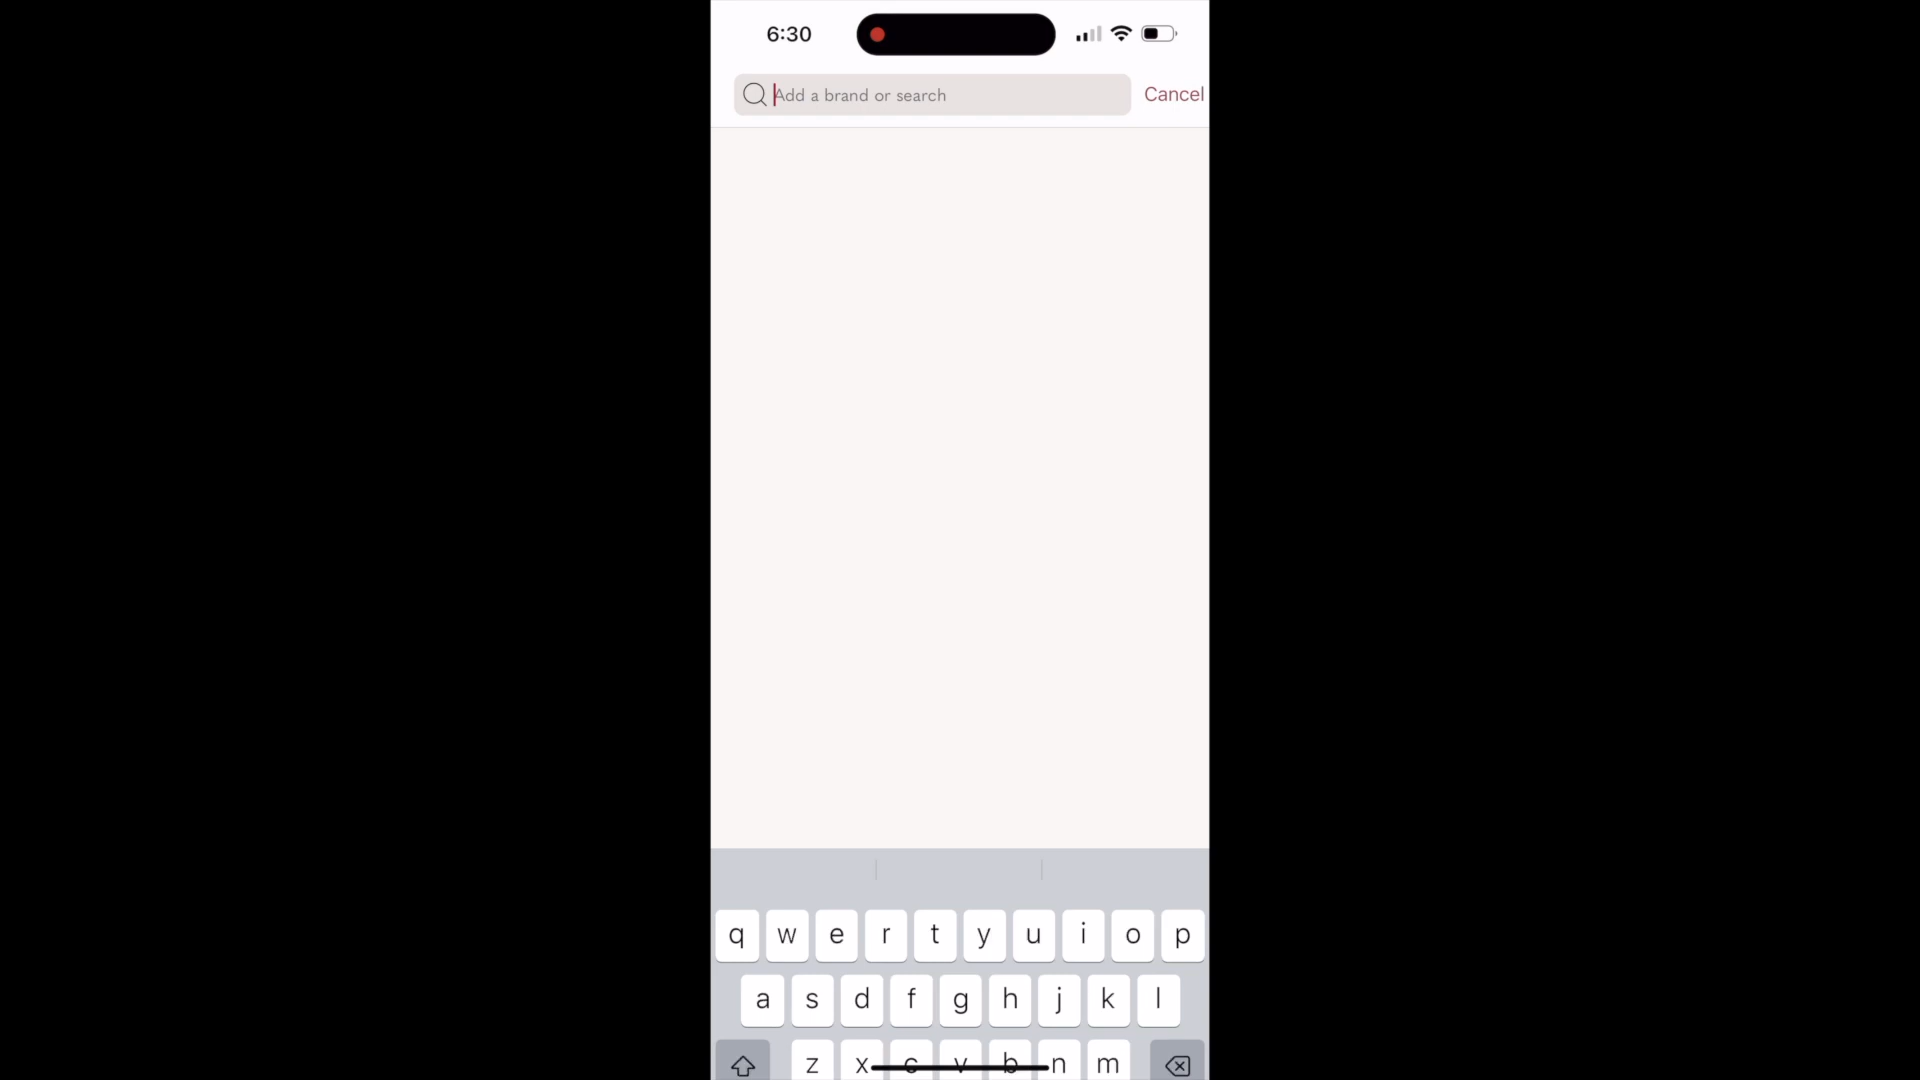 6:30
Add a brand or search
Cancel
q w e r t y u i o p
a s d f g h j k l
z x c v b n m